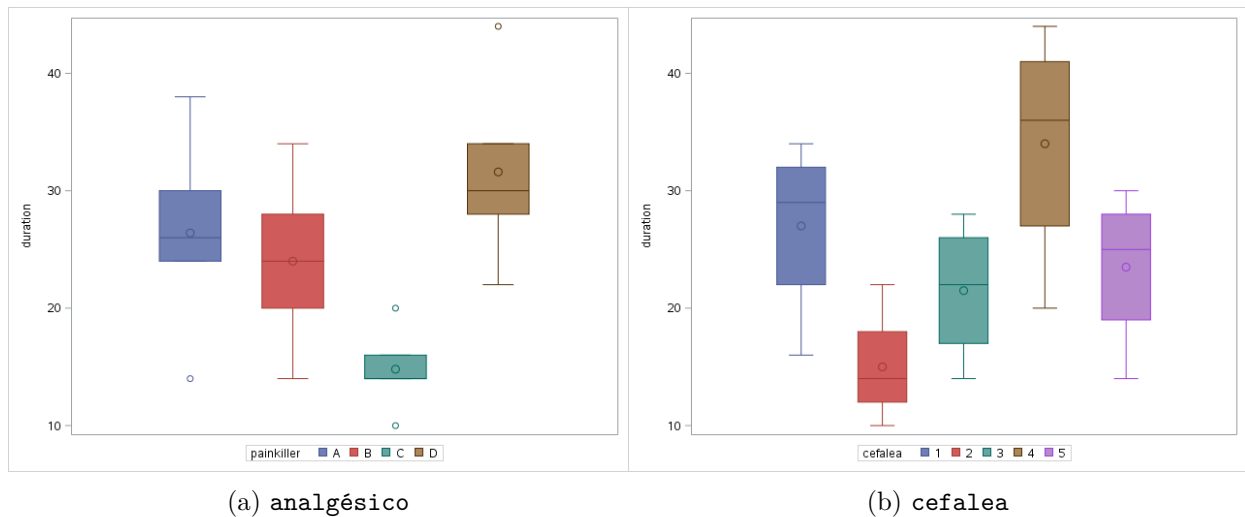 40
30
20
10
duration
painkiller A B C D
40
30
20
10
duration
cefalea 1 2 3 4 5
(a) analgésico
(b) cefalea